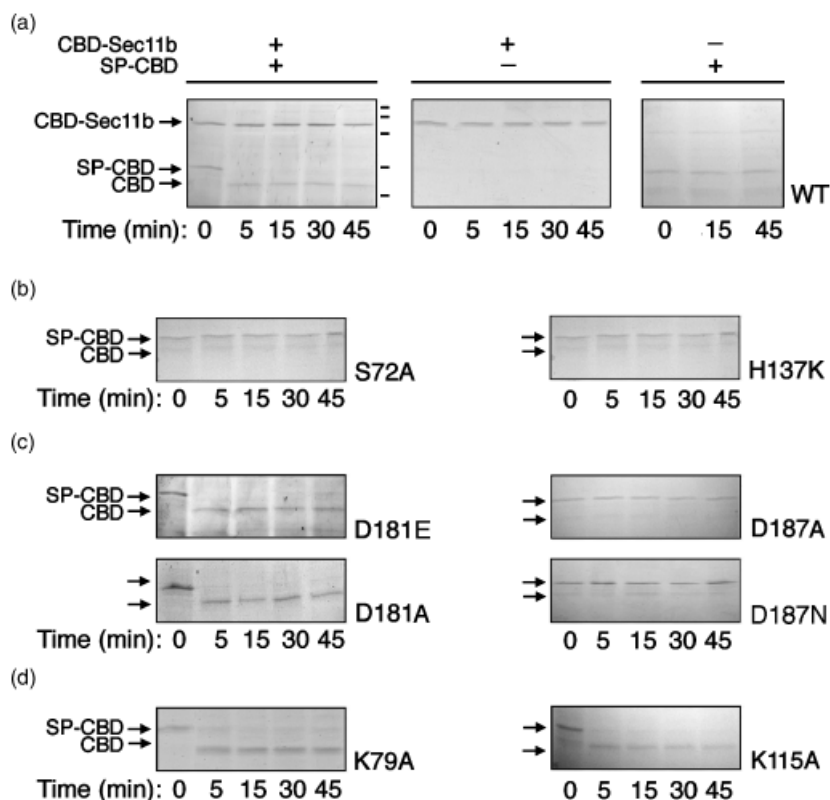 (a)
CBD-Sec11b + + −
SP-CBD + − +
CBD-Sec11b
SP-CBD
CBD
WT
Time (min): 0 5 15 30 45 0 5 15 30 45 0 15 45
(b)
SP-CBD
CBD
S72A H137K
Time (min): 0 5 15 30 45 0 5 15 30 45
(c)
SP-CBD
CBD
D181E D187A
D181A D187N
Time (min): 0 5 15 30 45 0 5 15 30 45
(d)
SP-CBD
CBD
K79A K115A
Time (min): 0 5 15 30 45 0 5 15 30 45